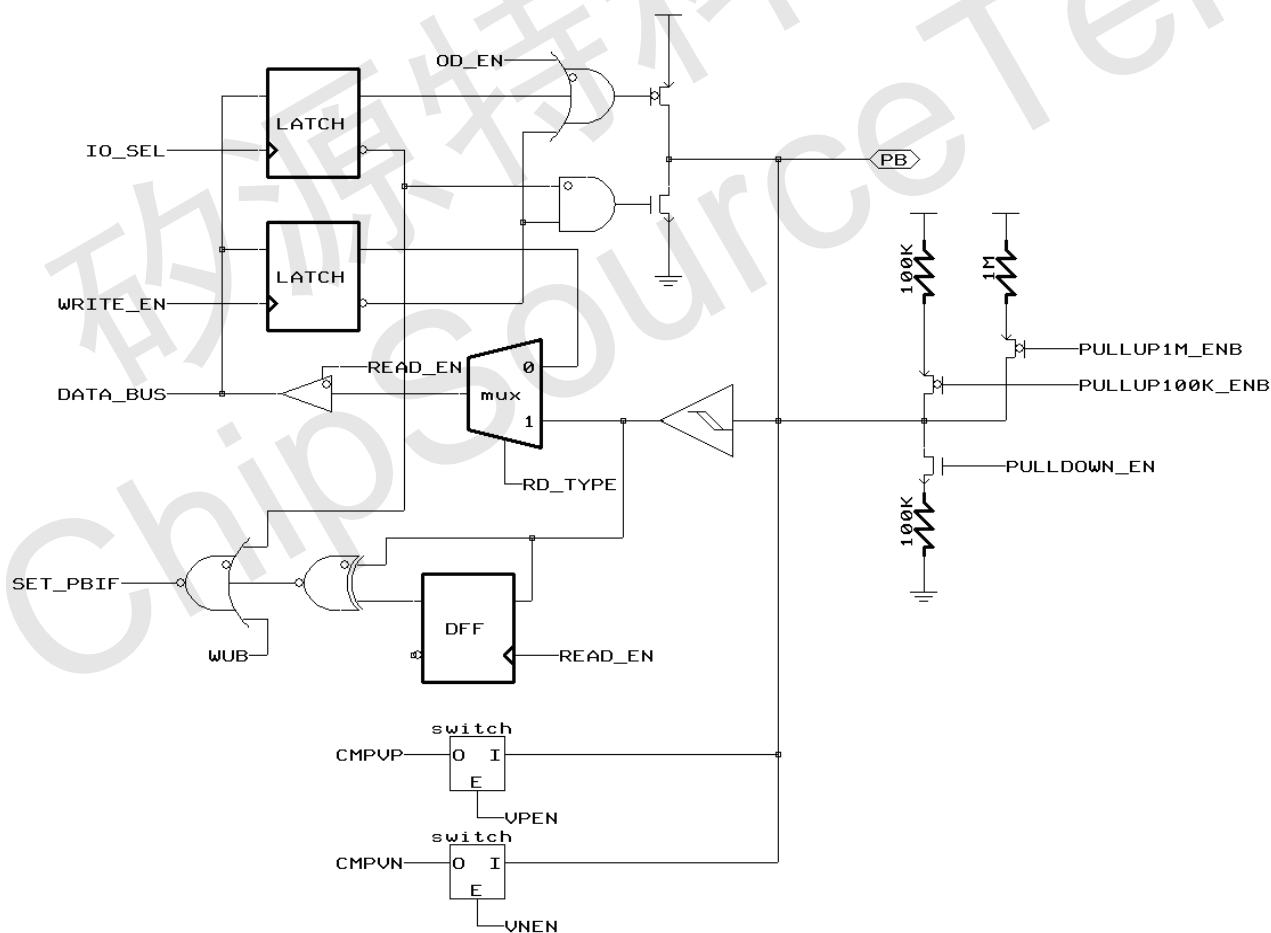 OD_EN
LATCH
IO_SEL
PB
LATCH
WRITE_EN
100K
1M
READ_EN
0
PULLUP1M_ENB
DATA_BUS
mux
PULLUP100K_ENB
1
PULLDOWN_EN
RD_TYPE
100K
SET_PBIF
DFF
WUB
READ_EN
switch
CMPVP
O I
E
VPEN
switch
CMPVN
O I
E
VNEN
矽源特科
ChipSourceTe